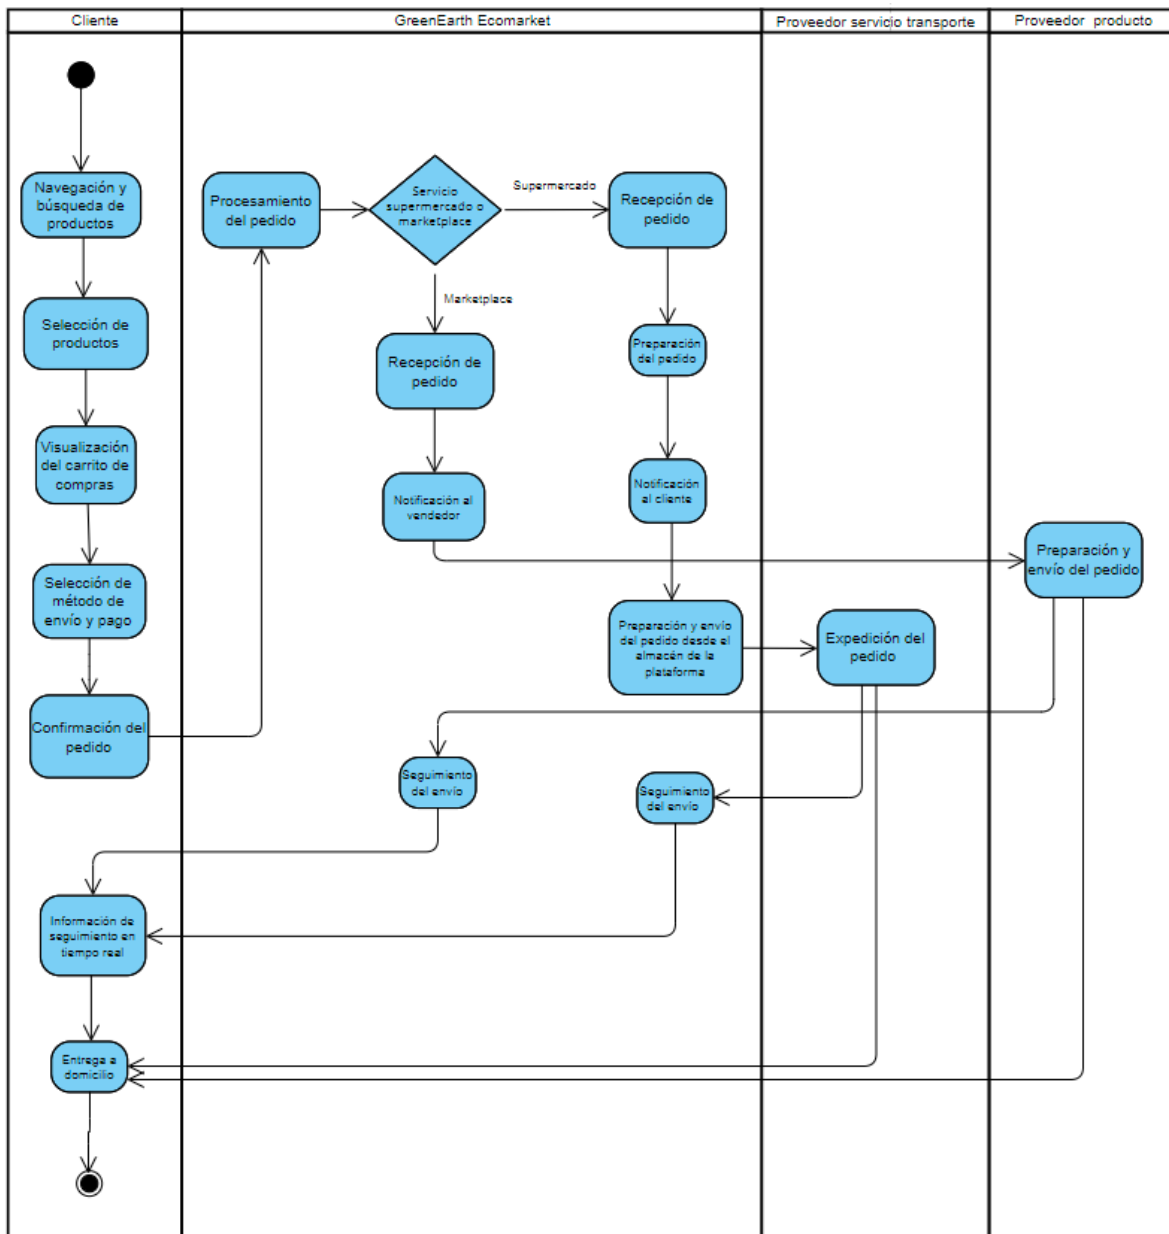 Cliente
GreenEarth Ecomarket
Proveedor servicio transporte
Proveedor producto
Navegación y
búsqueda de
productos
Selección de
productos
Visualización
del carrito de
compras
Selección de
método de
envío y pago
Confirmación del
pedido
Procesamiento
del pedido
Servicio
supermercado o
marketplace
Supermercado
Marketplace
Recepción de
pedido
Preparación
del pedido
Notificación
al cliente
Preparación y envío
del pedido desde el
almacén de la
plataforma
Recepción de
pedido
Notificación al
vendedor
Expedición del
pedido
Preparación y
envío del pedido
Seguimiento
del envío
Seguimiento
del envío
Información de
seguimiento en
tiempo real
Entrega a
domicilio